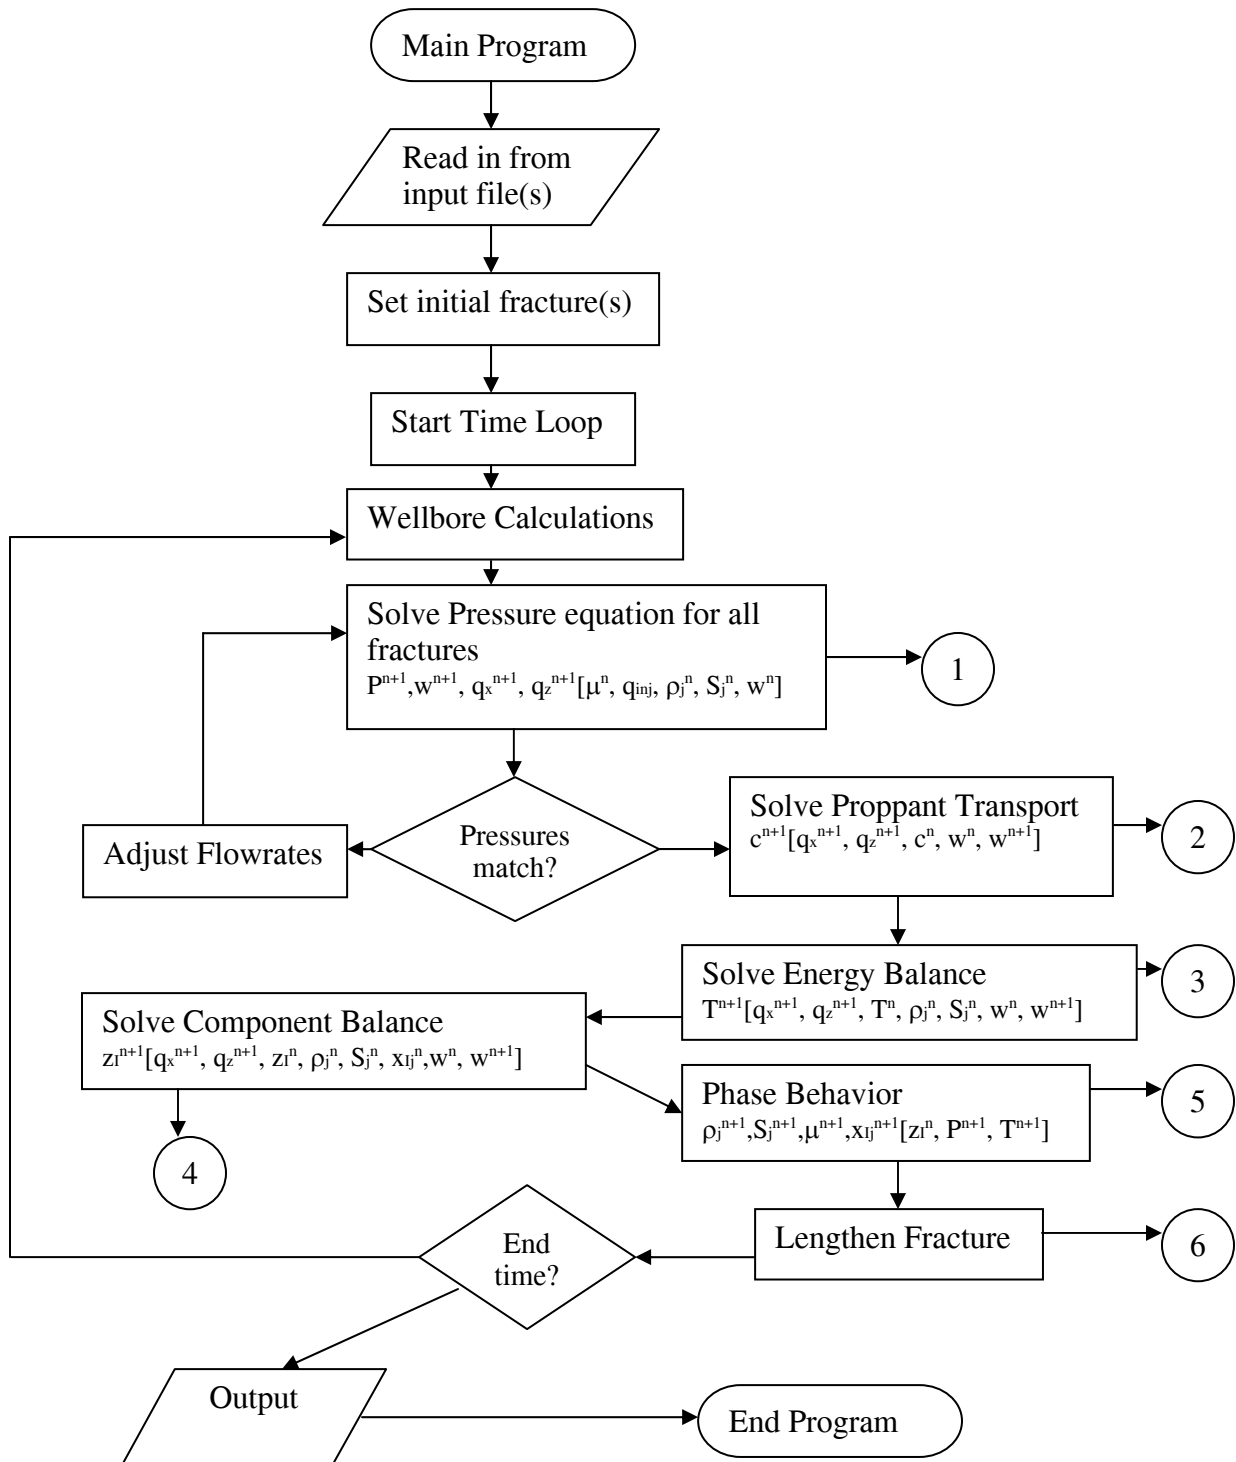 Main Program
Read in from
input file(s)
Set initial fracture(s)
Start Time Loop
Wellbore Calculations
Solve Pressure equation for all
fractures
Pⁿ⁺¹,wⁿ⁺¹, qₓⁿ⁺¹, q_zⁿ⁺¹[μⁿ, q_inj, ρⱼⁿ, Sⱼⁿ, wⁿ]
1
Pressures
match?
Adjust Flowrates
Solve Proppant Transport
cⁿ⁺¹[qₓⁿ⁺¹, q_zⁿ⁺¹, cⁿ, wⁿ, wⁿ⁺¹]
2
Solve Energy Balance
Tⁿ⁺¹[qₓⁿ⁺¹, q_zⁿ⁺¹, Tⁿ, ρⱼⁿ, Sⱼⁿ, wⁿ, wⁿ⁺¹]
3
Solve Component Balance
z_Iⁿ⁺¹[qₓⁿ⁺¹, q_zⁿ⁺¹, z_Iⁿ, ρⱼⁿ, Sⱼⁿ, x_Ijⁿ,wⁿ, wⁿ⁺¹]
4
Phase Behavior
ρⱼⁿ⁺¹,Sⱼⁿ⁺¹,μⁿ⁺¹,x_Ijⁿ⁺¹[z_Iⁿ, Pⁿ⁺¹, Tⁿ⁺¹]
5
Lengthen Fracture
6
End
time?
Output
End Program